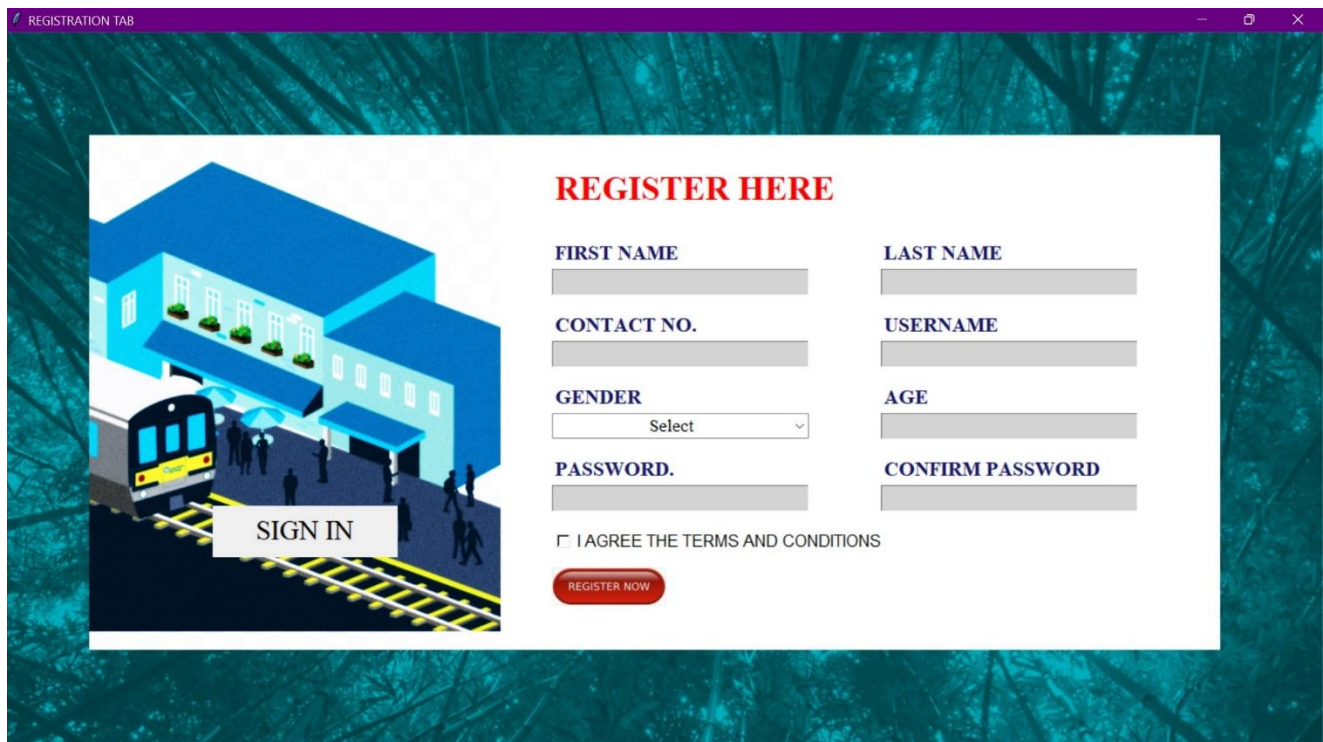 REGISTRATION TAB
REGISTER HERE
FIRST NAME
LAST NAME
CONTACT NO.
USERNAME
GENDER
AGE
Select
PASSWORD.
CONFIRM PASSWORD
SIGN IN
I AGREE THE TERMS AND CONDITIONS
REGISTER NOW